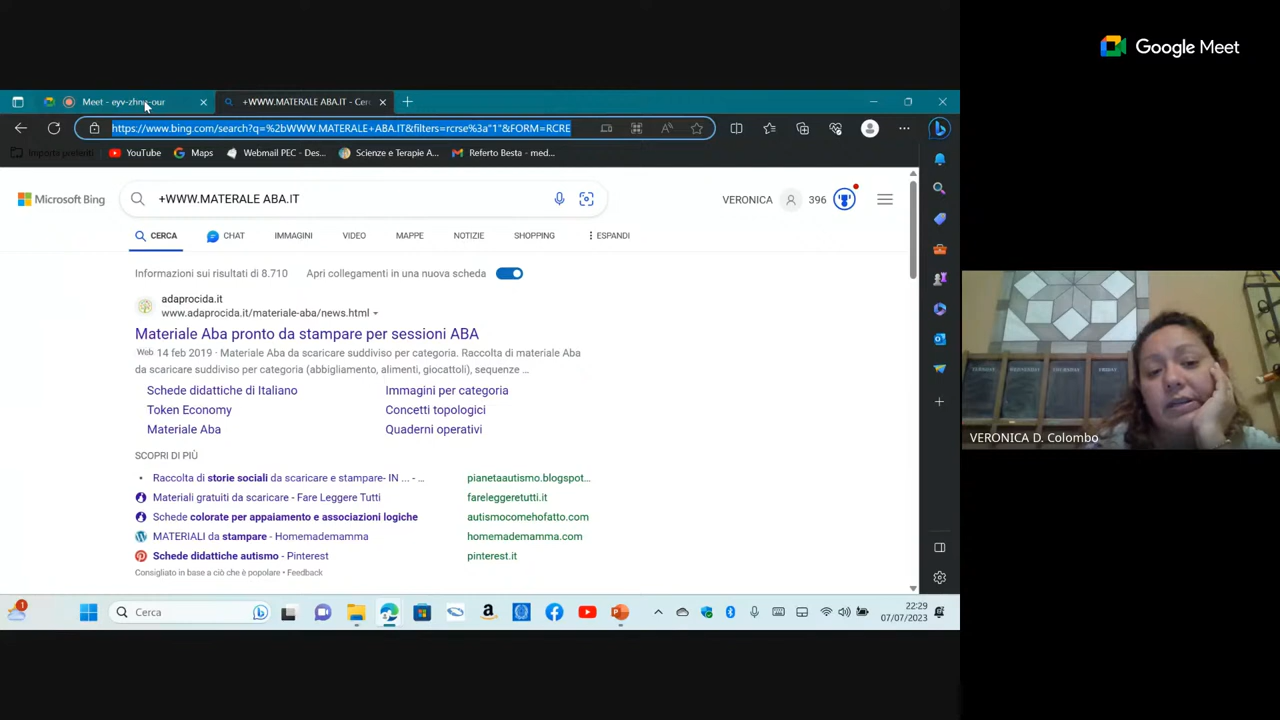 Google Meet
Meet - eyv-zhnu-our
+WWW.MATERALE ABA.IT - Cerc
https://www.bing.com/search?q=%2bWWW.MATERALE+ABA.IT&filters=rcrse%3a"1"&FORM=RCRE
Importa preferiti
YouTube
Maps
Webmail PEC - Des...
Scienze e Terapie A...
Referto Besta - med...
Microsoft Bing
+WWW.MATERALE ABA.IT
VERONICA
396
CERCA
CHAT
IMMAGINI
VIDEO
MAPPE
NOTIZIE
SHOPPING
ESPANDI
Informazioni sui risultati di 8.710
Apri collegamenti in una nuova scheda
adaprocida.it
www.adaprocida.it/materiale-aba/news.html
Materiale Aba pronto da stampare per sessioni ABA
Web 14 feb 2019 · Materiale Aba da scaricare suddiviso per categoria. Raccolta di materiale Aba
da scaricare suddiviso per categoria (abbigliamento, alimenti, giocattoli), sequenze ...
Schede didattiche di Italiano
Immagini per categoria
Token Economy
Concetti topologici
Materiale Aba
Quaderni operativi
SCOPRI DI PIÙ
Raccolta di storie sociali da scaricare e stampare- IN ... - ...
pianetaautismo.blogspot...
Materiali gratuiti da scaricare - Fare Leggere Tutti
fareleggeretutti.it
Schede colorate per appaiamento e associazioni logiche
autismocomehofatto.com
MATERIALI da stampare - Homemademamma
homemademamma.com
Schede didattiche autismo - Pinterest
pinterest.it
Consigliato in base a ciò che è popolare • Feedback
VERONICA D. Colombo
1
Cerca
22:29
07/07/2023